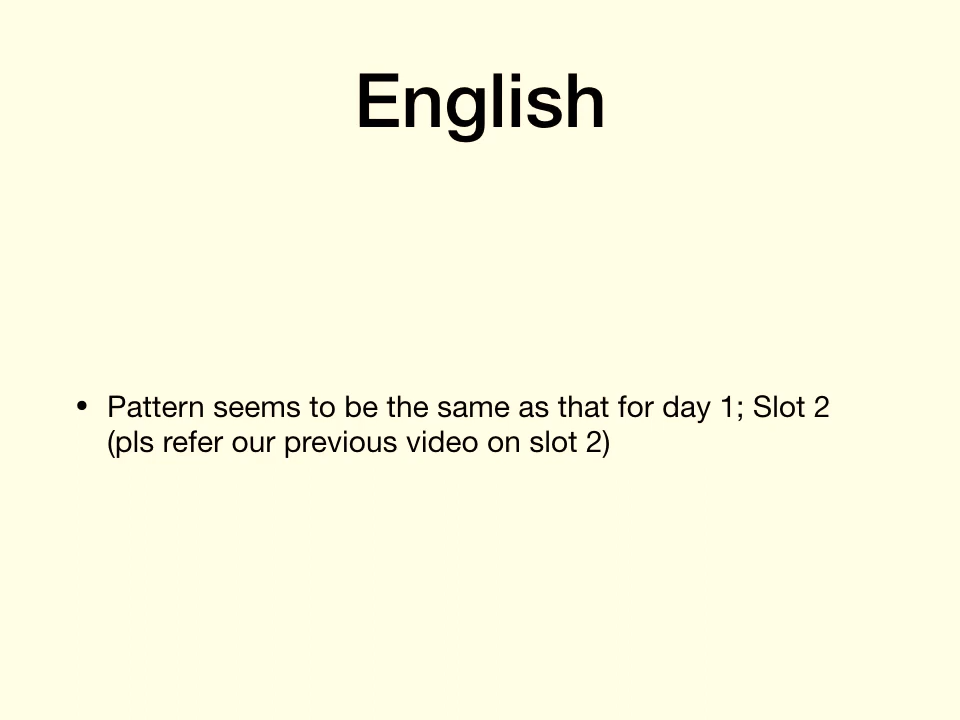 English
• Pattern seems to be the same as that for day 1; Slot 2
(pls refer our previous video on slot 2)